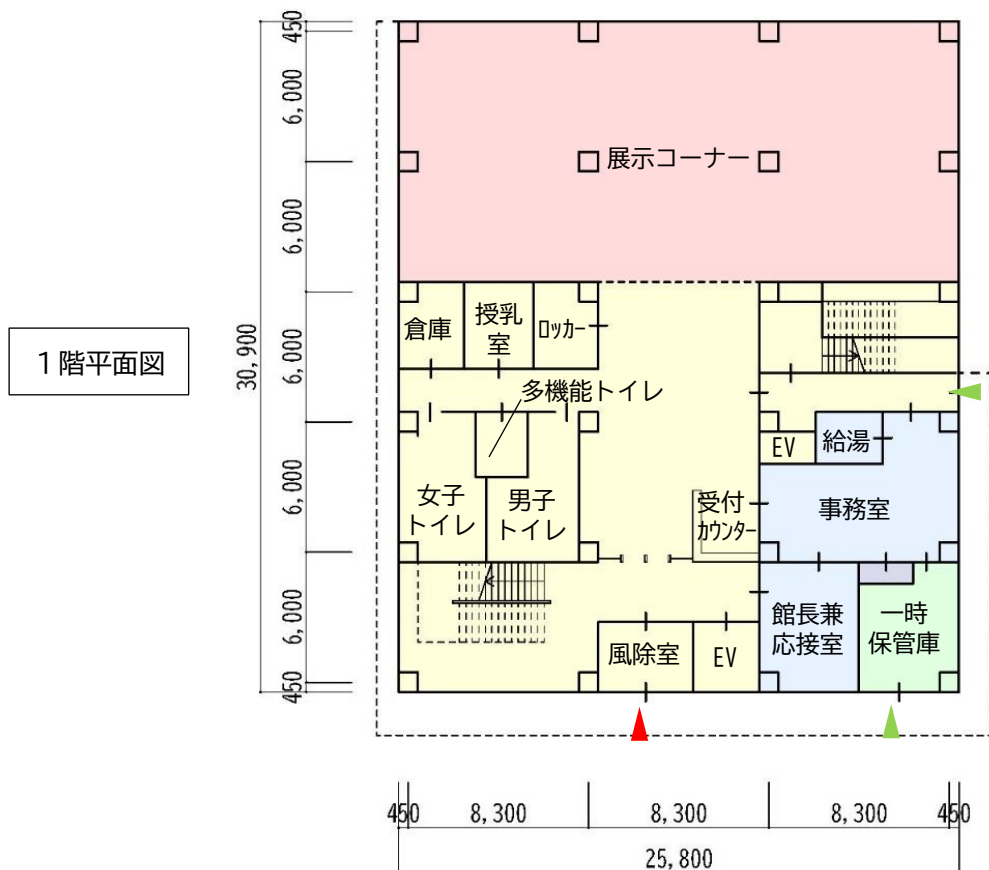 1階平面図
450
6,000
6,000
6,000
6,000
6,000
450
30,900
展示コーナー
倉庫
授乳
室
ロッカー
多機能トイレ
女子
トイレ
男子
トイレ
EV
給湯
事務室
受付
カウンター
館長兼
応接室
一時
保管庫
風除室
EV
450
8,300
8,300
8,300
450
25,800